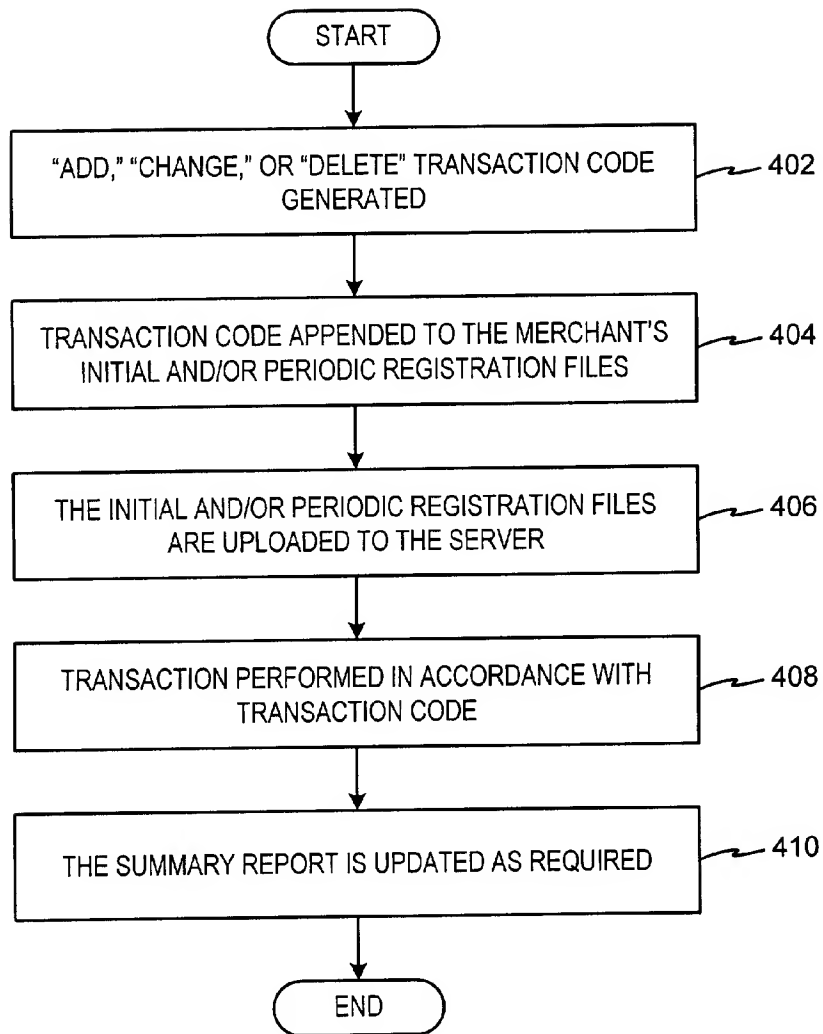 START
“ADD,” “CHANGE,” OR “DELETE” TRANSACTION CODE
GENERATED
402
TRANSACTION CODE APPENDED TO THE MERCHANT’S
INITIAL AND/OR PERIODIC REGISTRATION FILES
404
THE INITIAL AND/OR PERIODIC REGISTRATION FILES
ARE UPLOADED TO THE SERVER
406
TRANSACTION PERFORMED IN ACCORDANCE WITH
TRANSACTION CODE
408
THE SUMMARY REPORT IS UPDATED AS REQUIRED
410
END